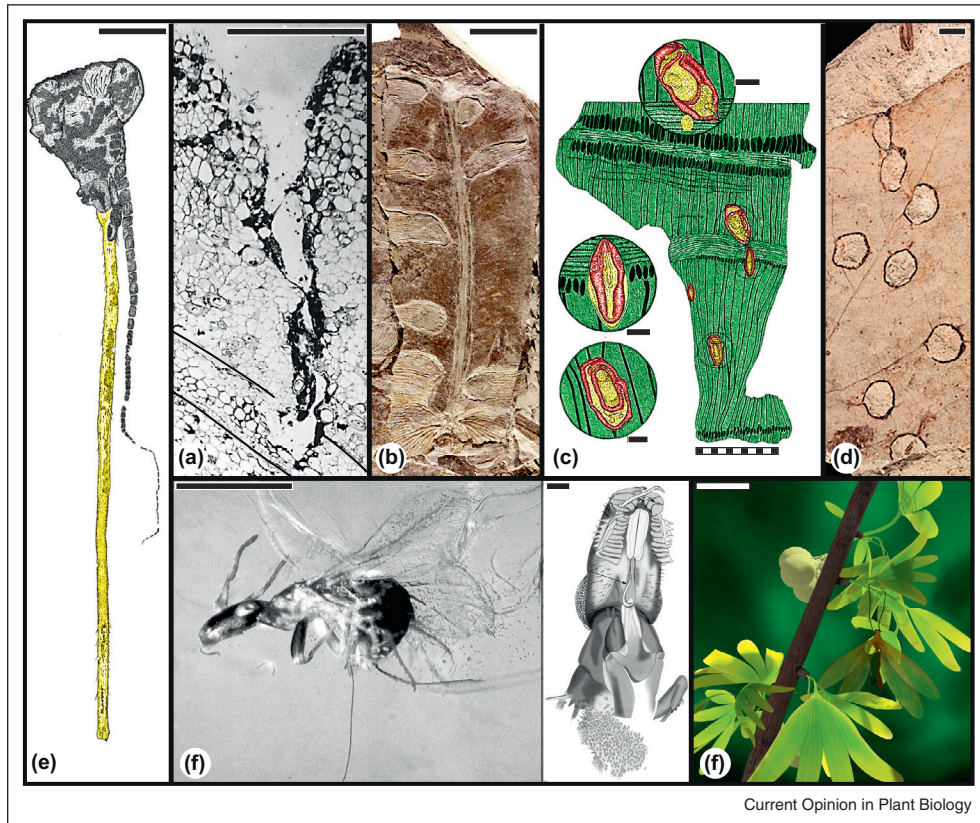 (a)
(b)
(c)
(d)
(e)
(f)
(f)
Current Opinion in Plant Biology